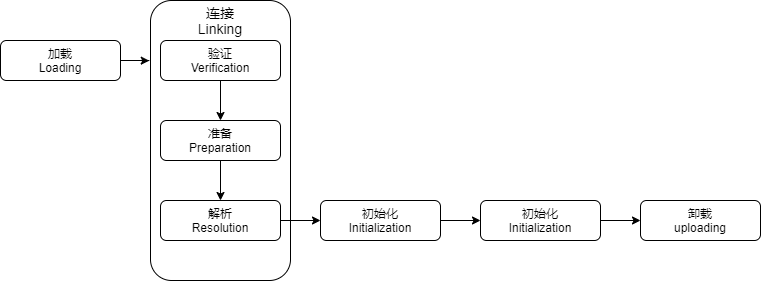 连接
Linking
加载
Loading
验证
Verification
准备
Preparation
解析
Resolution
初始化
Initialization
初始化
Initialization
卸载
uploading